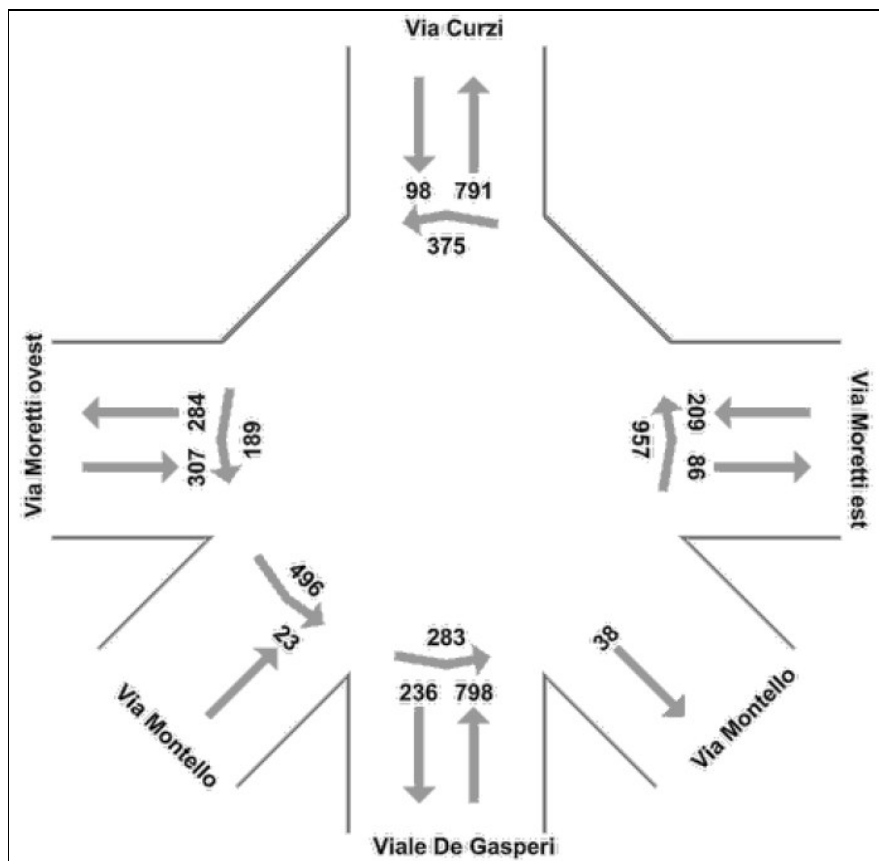 Via Curzi
98 791
375
Via Moretti ovest
284
307
189
957
209
86
Via Moretti est
496
23
283
236 798
38
Via Montello
Via Montello
Viale De Gasperi